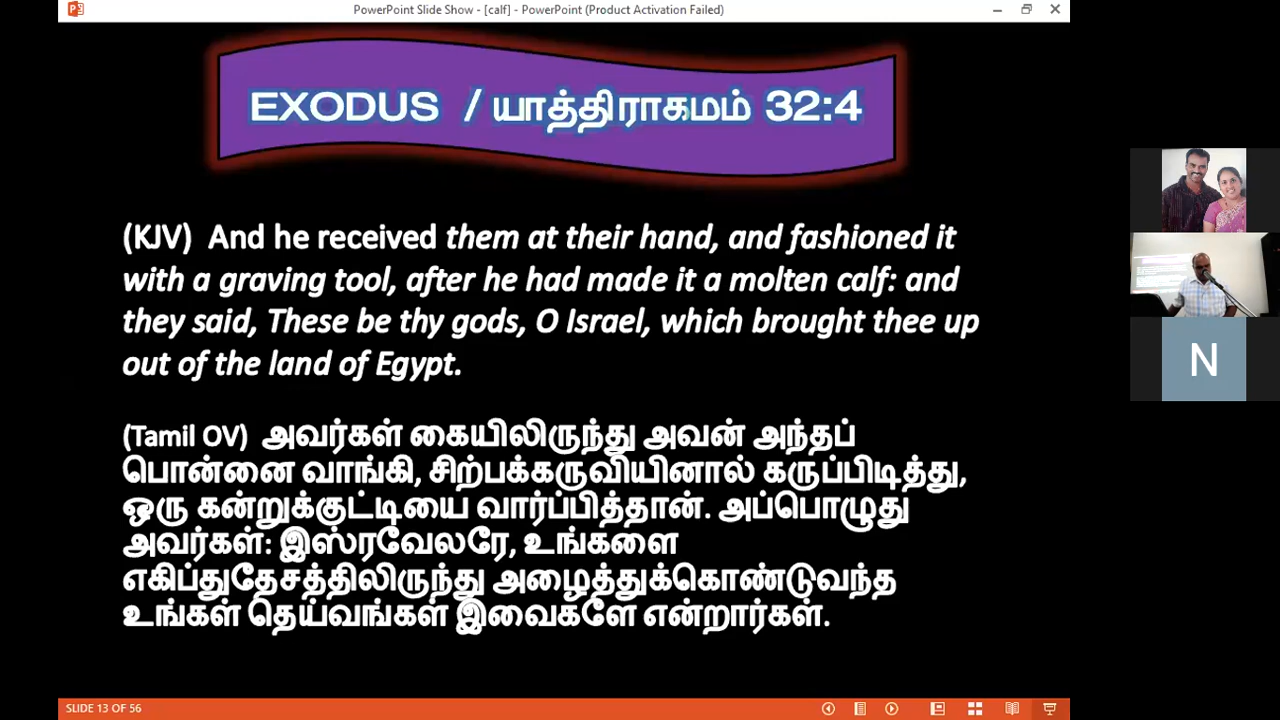 PowerPoint Slide Show - [calf] - PowerPoint (Product Activation Failed)
EXODUS / யாத்திராகமம் 32:4
(KJV) And he received them at their hand, and fashioned it
with a graving tool, after he had made it a molten calf: and
they said, These be thy gods, O Israel, which brought thee up
out of the land of Egypt.
(Tamil OV) அவர்கள் கையிலிருந்து அவன் அந்தப்
பொன்னை வாங்கி, சிற்பக்கருவியினால் கருப்பிடித்து,
ஒரு கன்றுக்குட்டியை வார்ப்பித்தான். அப்பொழுது
அவர்கள்: இஸ்ரவேலரே, உங்களை
எகிப்துதேசத்திலிருந்து அழைத்துக்கொண்டுவந்த
உங்கள் தெய்வங்கள் இவைகளே என்றார்கள்.
SLIDE 13 OF 56
N